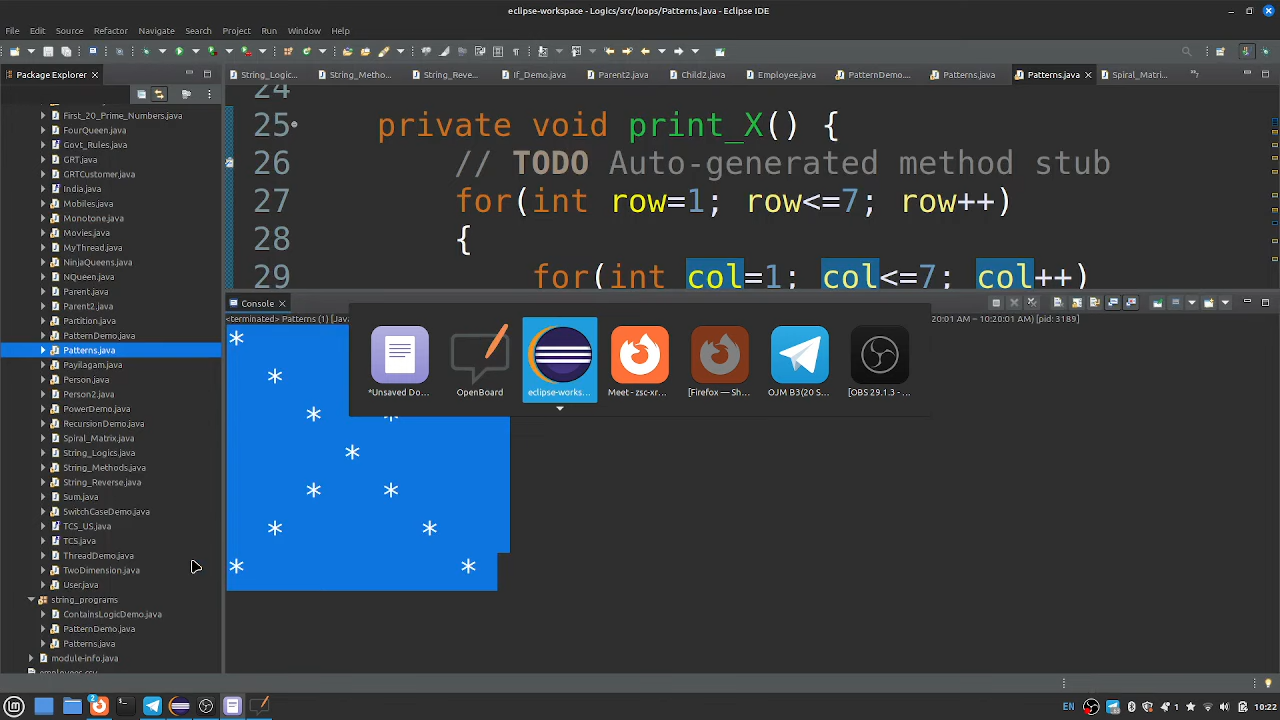 eclipse-workspace - Logics/src/loops/Patterns.java - Eclipse IDE
File Edit Source Refactor Navigate Search Project Run Window Help
Package Explorer
String_Logic... String_Metho... String_Reve... IF_Demo.java Parent2.java Child2.java Employee.java PatternDemo.... Patterns.java Patterns.java Spiral_Matri...
First_20_Prime_Numbers.java
FourQueen.java
Govt_Rules.java
GRT.java
GRTCustomer.java
India.java
Mobiles.java
Monotone.java
Movies.java
MyThread.java
NinjaQueens.java
NQueen.java
Parent.java
Parent2.java
Partition.java
PatternDemo.java
Patterns.java
Payilagam.java
Person.java
Person2.java
PowerDemo.java
RecursionDemo.java
Spiral_Matrix.java
String_Logics.java
String_Methods.java
String_Reverse.java
Sum.java
SwitchCaseDemo.java
TCS_US.java
TCS.java
ThreadDemo.java
TwoDimension.java
User.java
string_programs
ContainsLogicDemo.java
PatternDemo.java
Patterns.java
module-info.java
employees.csv
24
25 private void print_X() {
26 // TODO Auto-generated method stub
27 for(int row=1; row<=7; row++)
28 {
29 for(int col=1; col<=7; col++)
Console
<terminated> Patterns (1) [Java 20:01 AM – 10:20:01 AM) [pid: 3189]
*
*
* *
*
* *
* *
* *
*Unsaved Do... OpenBoard eclipse-works... Meet - zsc-xr... [Firefox — Sh... OJM B3(20 S... [OBS 29.1.3 - ...
2 EN 1 10:22